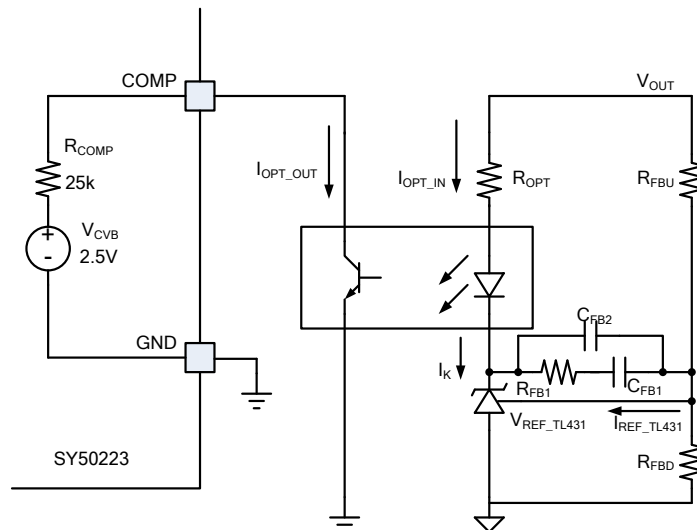 COMP
V_OUT
R_COMP
25k
I_OPT_OUT
I_OPT_IN
R_OPT
R_FBU
V_CVB
2.5V
+
-
C_FB2
GND
I_K
R_FB1
C_FB1
V_REF_TL431
I_REF_TL431
SY50223
R_FBD